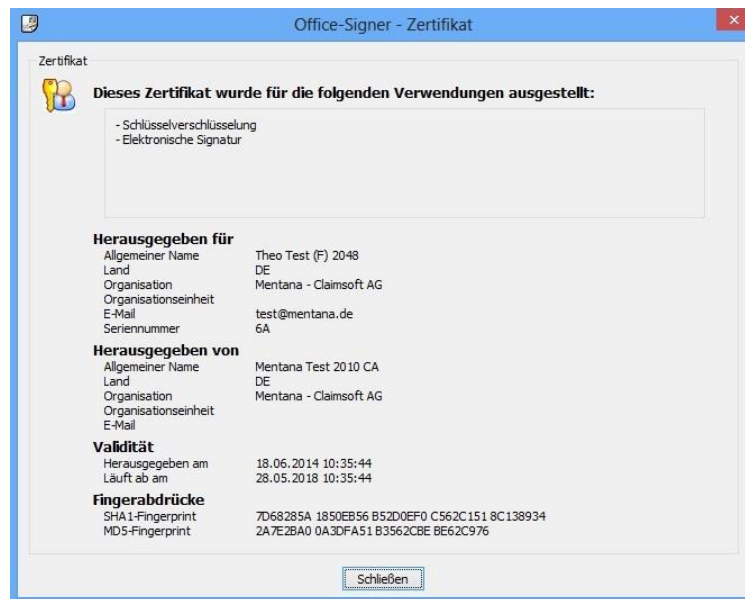 Office-Signer - Zertifikat
Zertifikat
Dieses Zertifikat wurde für die folgenden Verwendungen ausgestellt:
- Schlüsselverschlüsselung
- Elektronische Signatur
Herausgegeben für
Allgemeiner Name Theo Test (F) 2048
Land DE
Organisation Mentana - Claimsoft AG
Organisationseinheit
E-Mail test@mentana.de
Seriennummer 6A
Herausgegeben von
Allgemeiner Name Mentana Test 2010 CA
Land DE
Organisation Mentana - Claimsoft AG
Organisationseinheit
E-Mail
Validität
Herausgegeben am 18.06.2014 10:35:44
Läuft ab am 28.05.2018 10:35:44
Fingerabdrücke
SHA1-Fingerprint 7D68285A 1850EB56 B52D0EF0 C562C151 8C138934
MD5-Fingerprint 2A7E2BA0 0A3DFA51 B3562CBE BE62C976
Schließen